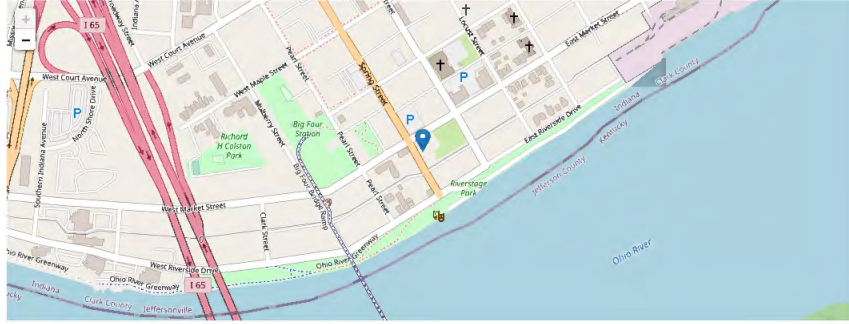 +
−
I 65
West Court Avenue
West Court Avenue
North Shore Drive
P
Southern Indiana Avenue
West Maple Street
Mulberry Street
Pearl Street
Big Four
Station
Richard
H Colston
Park
Pearl Street
Pearl Street
Big Four Bridge Ramp
Spring Street
P
P
Locust Street
East Market Street
East Riverside Drive
Riverstage
Park
West Market Street
Clark Street
West Riverside Drive
Ohio River Greenway
Ohio River Greenway
Ohio River Greenway
I 65
Indiana
Clark County
Jeffersonville
Clark County
Indiana
Kentucky
Jefferson County
Ohio River